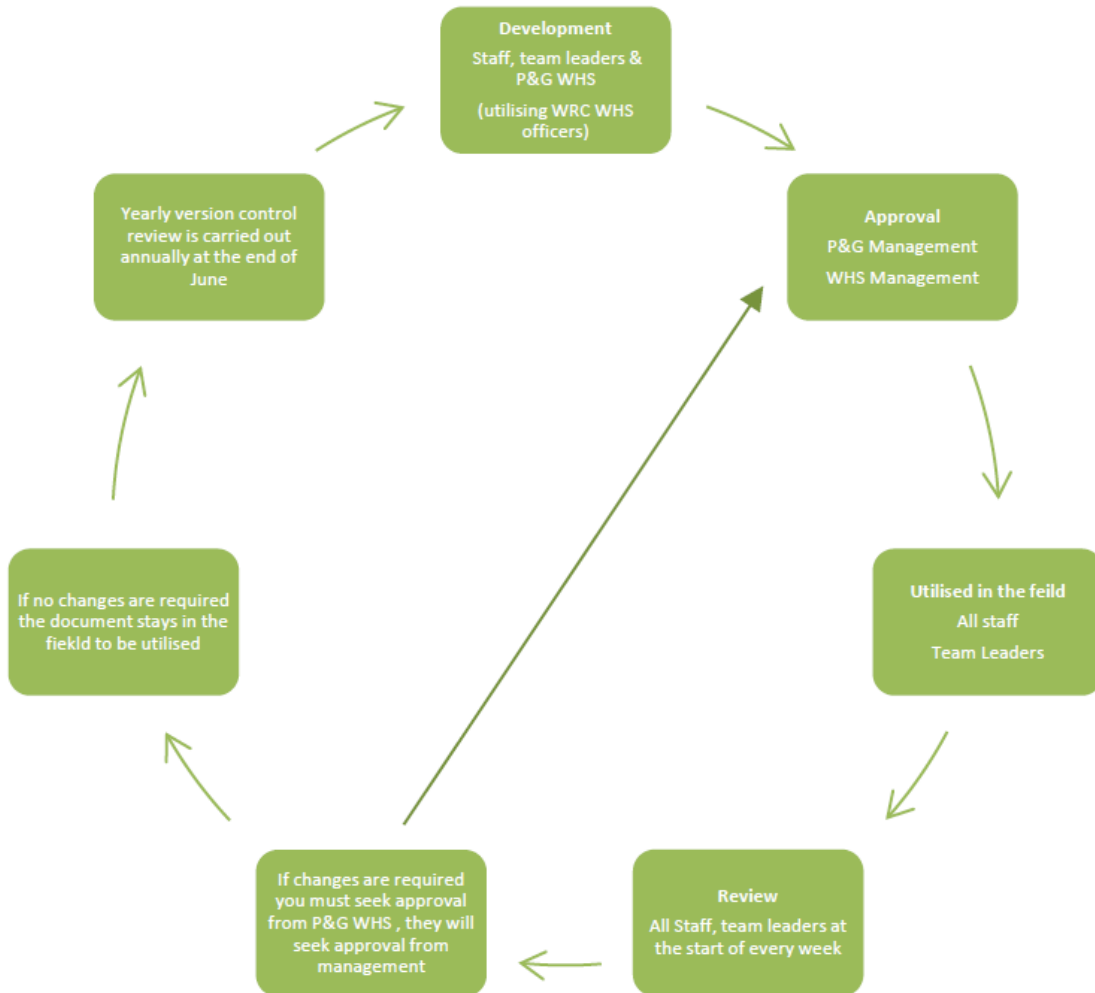 Development
Staff, team leaders &
P&G WHS
(utilising WRC WHS
officers)
Approval
P&G Management
WHS Management
Utilised in the feild
All staff
Team Leaders
Review
All Staff, team leaders at
the start of every week
If changes are required
you must seek approval
from P&G WHS , they will
seek approval from
management
If no changes are required
the document stays in the
fiekld to be utilised
Yearly version control
review is carried out
annually at the end of
June